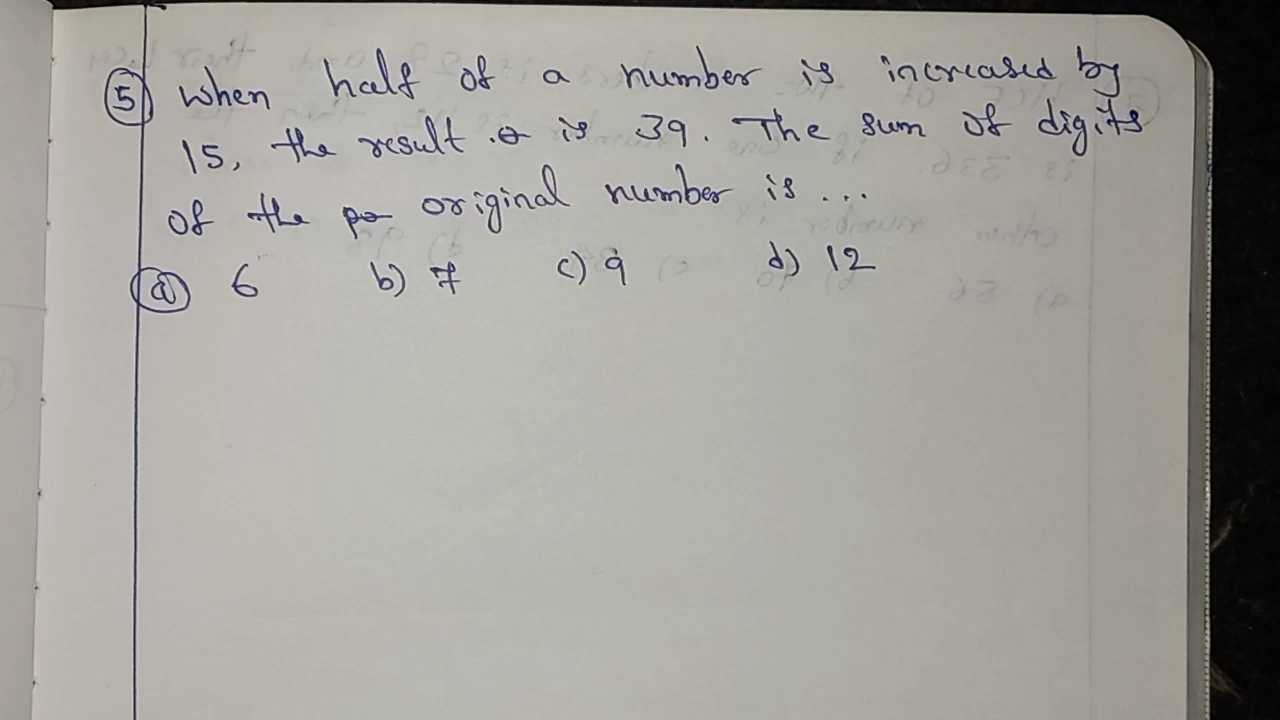 ⑤ When half of a number is increased by
15, the result is 39. The sum of digits
of the original number is ...
ⓐ 6 b) 7 c) 9 d) 12